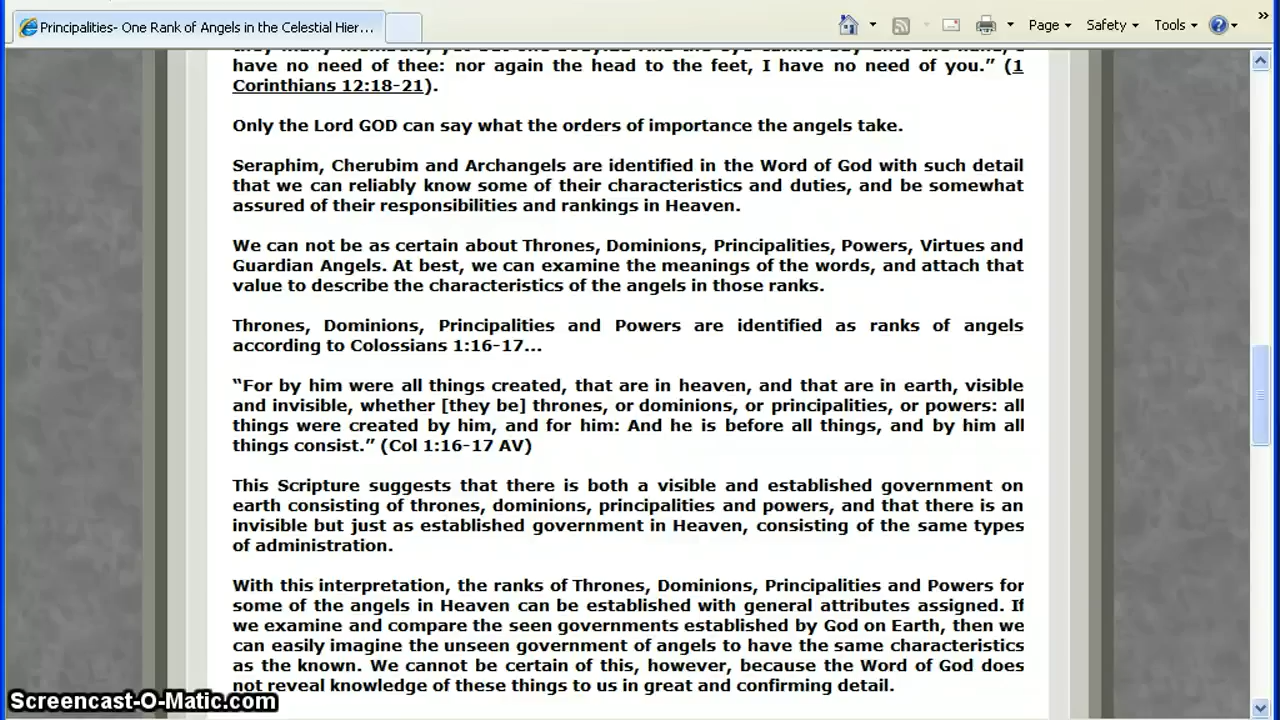 Principalities- One Rank of Angels in the Celestial Hier...
Page
Safety
Tools
have no need of thee: nor again the head to the feet, I have no need of you.” (1
Corinthians 12:18-21).
Only the Lord GOD can say what the orders of importance the angels take.
Seraphim, Cherubim and Archangels are identified in the Word of God with such detail
that we can reliably know some of their characteristics and duties, and be somewhat
assured of their responsibilities and rankings in Heaven.
We can not be as certain about Thrones, Dominions, Principalities, Powers, Virtues and
Guardian Angels. At best, we can examine the meanings of the words, and attach that
value to describe the characteristics of the angels in those ranks.
Thrones, Dominions, Principalities and Powers are identified as ranks of angels
according to Colossians 1:16-17...
“For by him were all things created, that are in heaven, and that are in earth, visible
and invisible, whether [they be] thrones, or dominions, or principalities, or powers: all
things were created by him, and for him: And he is before all things, and by him all
things consist.” (Col 1:16-17 AV)
This Scripture suggests that there is both a visible and established government on
earth consisting of thrones, dominions, principalities and powers, and that there is an
invisible but just as established government in Heaven, consisting of the same types
of administration.
With this interpretation, the ranks of Thrones, Dominions, Principalities and Powers for
some of the angels in Heaven can be established with general attributes assigned. If
we examine and compare the seen governments established by God on Earth, then we
can easily imagine the unseen government of angels to have the same characteristics
as the known. We cannot be certain of this, however, because the Word of God does
not reveal knowledge of these things to us in great and confirming detail.
Screencast-O-Matic.com